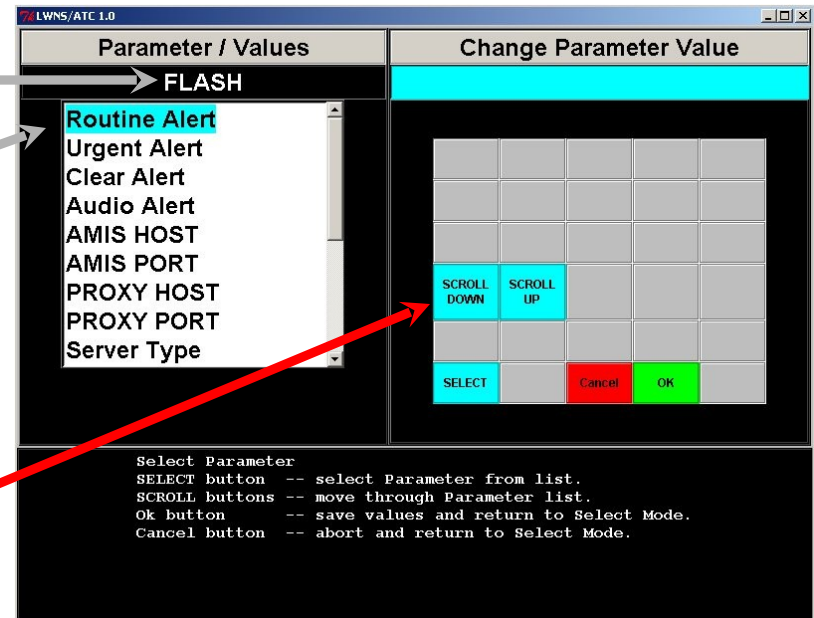 LWNS/ATC 1.0
Parameter / Values
Change Parameter Value
FLASH
Routine Alert
Urgent Alert
Clear Alert
Audio Alert
AMIS HOST
AMIS PORT
PROXY HOST
PROXY PORT
Server Type
SCROLL DOWN
SCROLL UP
SELECT
Cancel
OK
Select Parameter
SELECT button -- select Parameter from list.
SCROLL buttons -- move through Parameter list.
Ok button -- save values and return to Select Mode.
Cancel button -- abort and return to Select Mode.